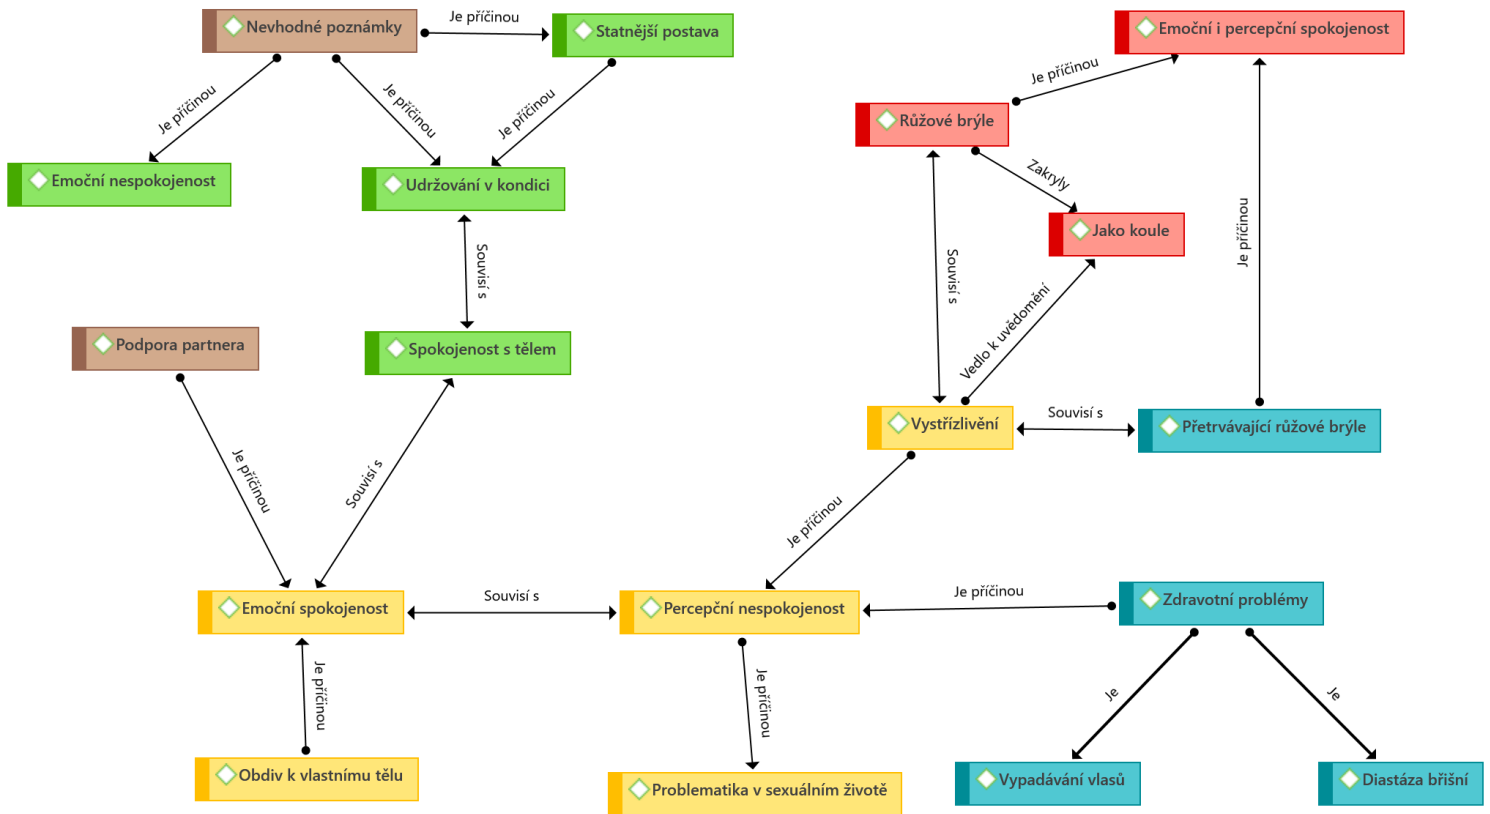 Nevhodné poznámky
Je příčinou
Statnější postava
Emoční i percepční spokojenost
Je příčinou
Je příčinou
Je příčinou
Je příčinou
Růžové brýle
Zakryly
Emoční nespokojenost
Udržování v kondici
Jako koule
Je příčinou
Souvisí s
Souvisí s
Vedlo k uvědomění
Podpora partnera
Spokojenost s tělem
Vystřízlivění
Souvisí s
Přetrvávající růžové brýle
Je příčinou
Souvisí s
Je příčinou
Emoční spokojenost
Souvisí s
Percepční nespokojenost
Je příčinou
Zdravotní problémy
Je příčinou
Je příčinou
Je
Je
Obdiv k vlastnímu tělu
Problematika v sexuálním životě
Vypadávání vlasů
Diastáza břišní